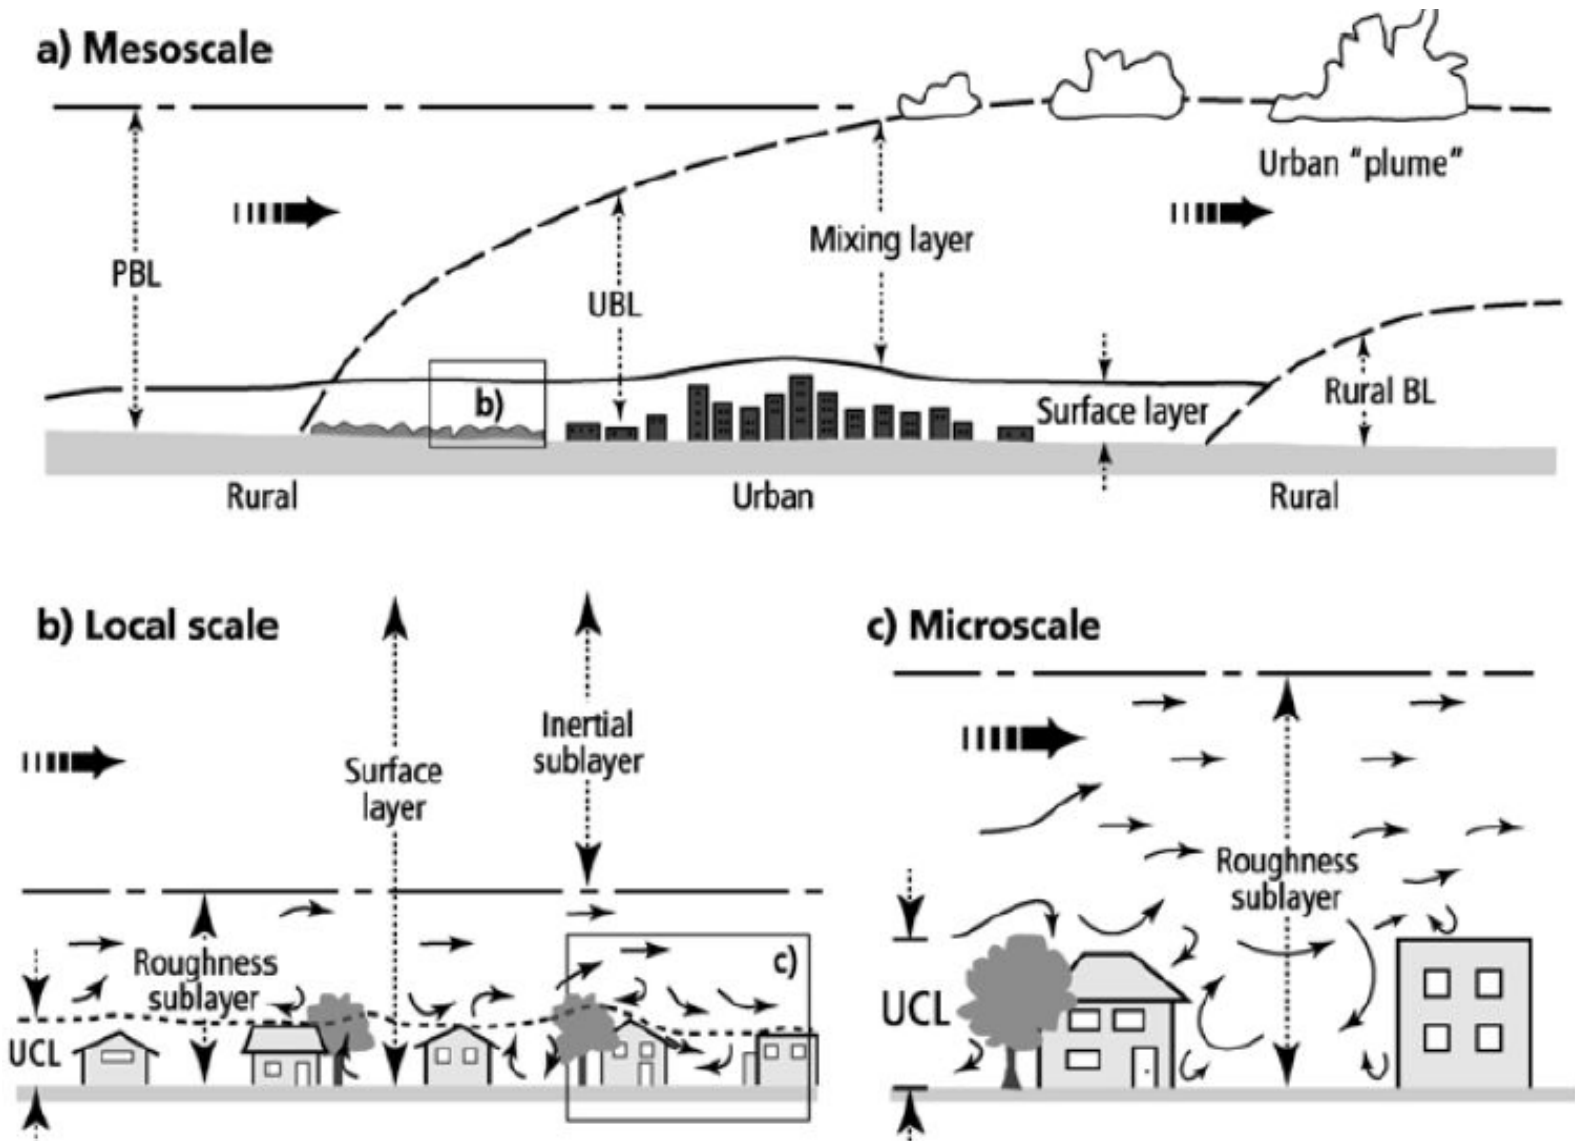 a) Mesoscale
Urban “plume”
Mixing layer
PBL
UBL
b)
Surface layer
Rural BL
Rural
Urban
Rural
b) Local scale
Inertial
sublayer
Surface
layer
Roughness
sublayer
c)
UCL
c) Microscale
Roughness
sublayer
UCL